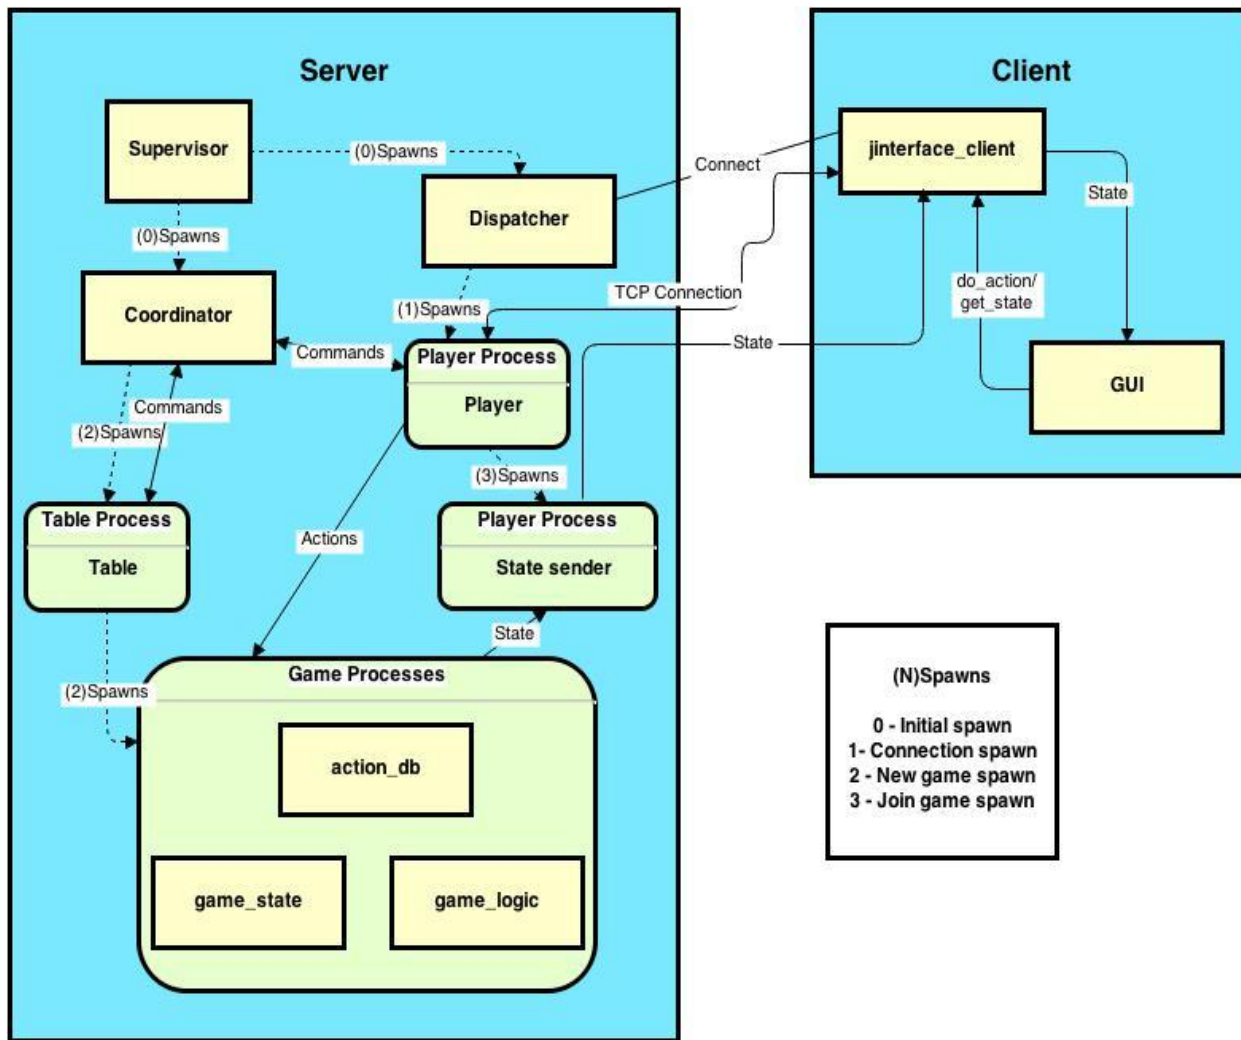 Server
Client
Supervisor
(0)Spawns
jinterface_client
Connect
State
Dispatcher
(0)Spawns
do_action/
get_state
TCP Connection
(1)Spawns
Coordinator
Commands
State
Player Process
Player
GUI
Commands
(2)Spawns
(3)Spawns
Table Process
Table
Player Process
State sender
Actions
State
Game Processes
(2)Spawns
action_db
game_state
game_logic
(N)Spawns
0 - Initial spawn
1- Connection spawn
2 - New game spawn
3 - Join game spawn